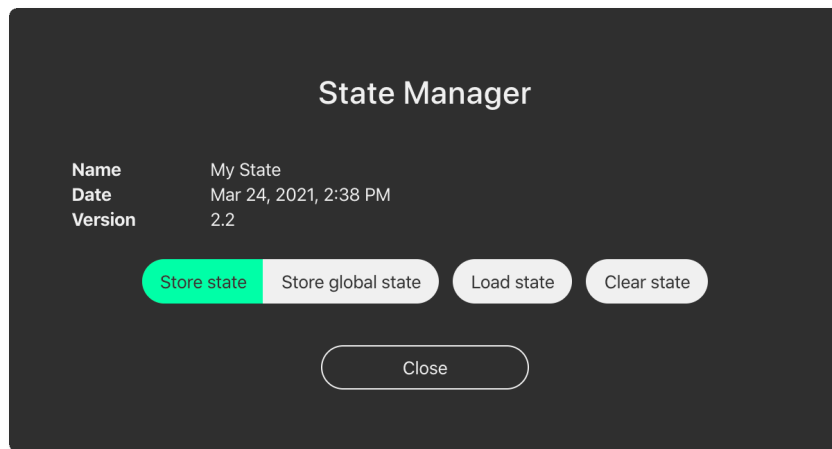 State Manager
Name My State
Date Mar 24, 2021, 2:38 PM
Version 2.2
Store state Store global state Load state Clear state
Close